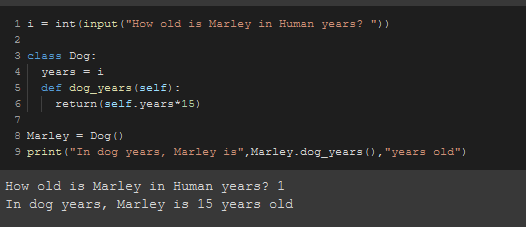 1 i = int(input("How old is Marley in Human years? "))
2
3 class Dog:
4   years = i
5   def dog_years(self):
6     return(self.years*15)
7
8 Marley = Dog()
9 print("In dog years, Marley is",Marley.dog_years(),"years old")
How old is Marley in Human years? 1
In dog years, Marley is 15 years old